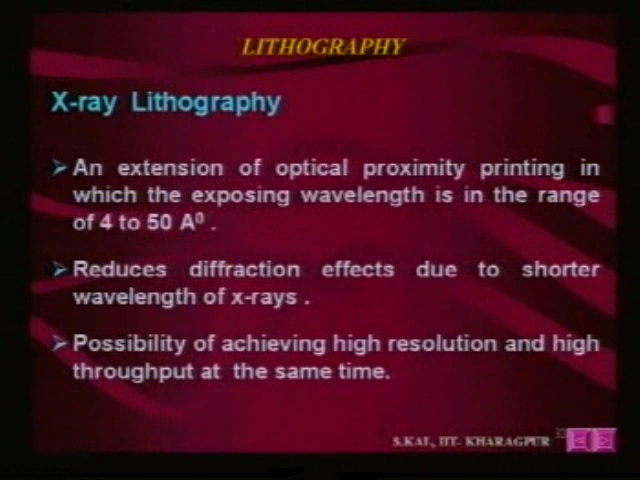 LITHOGRAPHY
X-ray Lithography
➢ An extension of optical proximity printing in
which the exposing wavelength is in the range
of 4 to 50 A⁰ .
➢ Reduces diffraction effects due to shorter
wavelength of x-rays .
➢ Possibility of achieving high resolution and high
throughput at the same time.
S.KAL, IIT- KHARAGPUR